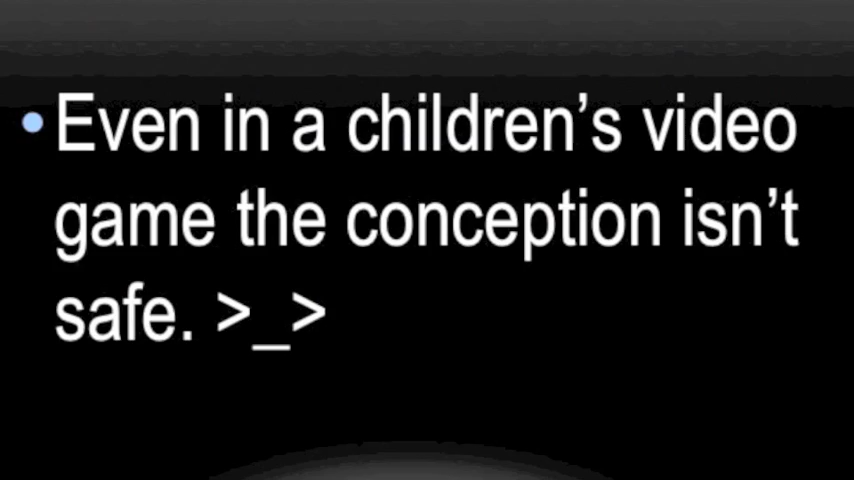 • Even in a children’s video
game the conception isn’t
safe. >_>